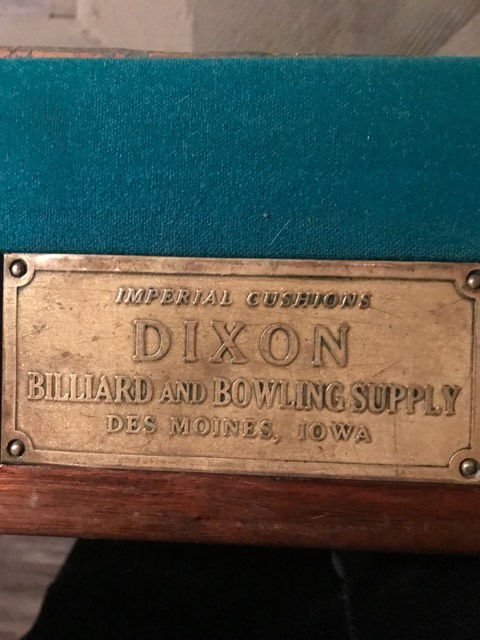 IMPERIAL CUSHIONS
DIXON
BILLIARD AND BOWLING SUPPLY
DES MOINES, IOWA